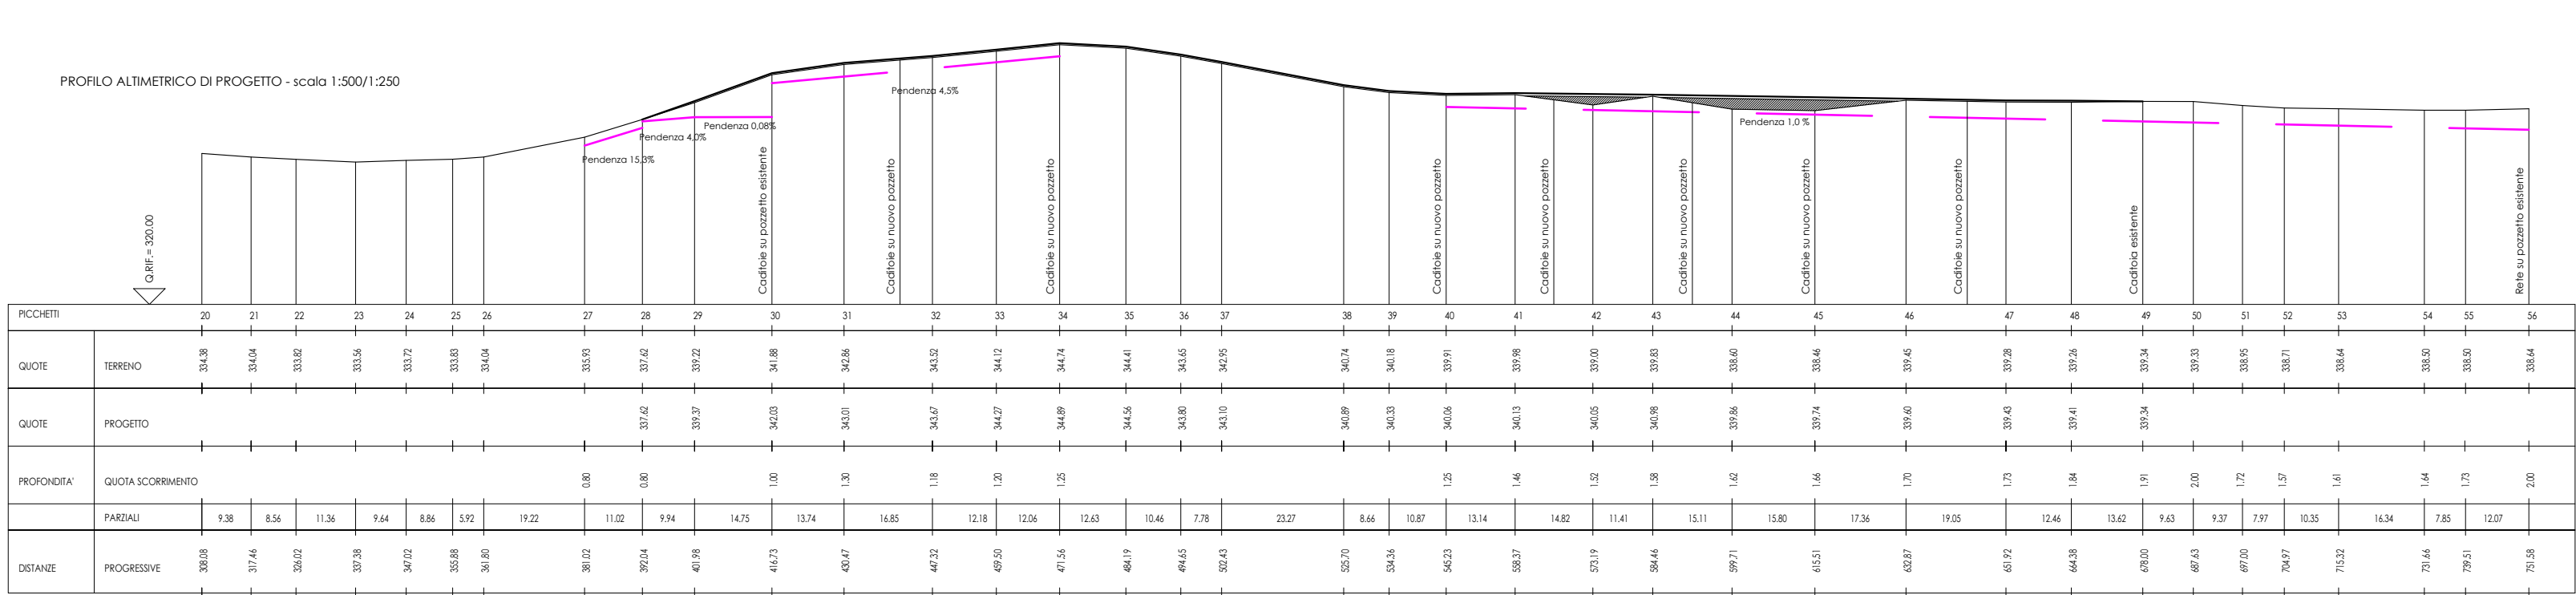 PROFILO ALTIMETRICO DI PROGETTO - scala 1:500/1:250
Pendenza 15,3%
Pendenza 4,0%
Pendenza 0,08%
Pendenza 4,5%
Pendenza 1,0 %
Q.RIF.= 320.00
Caditoie su pozzetto esistente
Caditoie su nuovo pozzetto
Caditoie su nuovo pozzetto
Caditoie su nuovo pozzetto
Caditoie su nuovo pozzetto
Caditoie su nuovo pozzetto
Caditoie su nuovo pozzetto
Caditoie su nuovo pozzetto
Caditoia esistente
Rete su pozzetto esistente
PICCHETTI 20 21 22 23 24 25 26 27 28 29 30 31 32 33 34 35 36 37 38 39 40 41 42 43 44 45 46 47 48 49 50 51 52 53 54 55 56
QUOTE TERRENO 334.38 334.04 333.82 333.56 333.72 333.83 334.04 335.93 337.62 339.22 341.88 342.86 343.52 344.12 344.74 344.41 343.65 342.95 340.74 340.18 339.91 339.98 339.00 339.83 338.60 338.46 339.45 339.28 339.26 339.34 339.33 338.95 338.71 338.64 338.50 338.50 338.64
QUOTE PROGETTO 337.62 339.37 342.03 343.01 343.67 344.27 344.89 344.56 343.80 343.10 340.89 340.33 340.06 340.13 340.05 340.98 339.86 339.74 339.60 339.43 339.41 339.34
PROFONDITA' QUOTA SCORRIMENTO 0.80 0.80 1.00 1.30 1.18 1.20 1.25 1.25 1.46 1.52 1.58 1.62 1.66 1.70 1.73 1.84 1.91 2.00 1.72 1.57 1.61 1.64 1.73 2.00
PARZIALI 9.38 8.56 11.36 9.64 8.86 5.92 19.22 11.02 9.94 14.75 13.74 16.85 12.18 12.06 12.63 10.46 7.78 23.27 8.66 10.87 13.14 14.82 11.41 15.11 15.80 17.36 19.05 12.46 13.62 9.63 9.37 7.97 10.35 16.34 7.85 12.07
DISTANZE PROGRESSIVE 308.08 317.46 326.02 337.38 347.02 355.88 361.80 381.02 392.04 401.98 416.73 430.47 447.32 459.50 471.56 484.19 494.65 502.43 525.70 534.36 545.23 558.37 573.19 584.46 599.71 615.51 632.87 651.92 664.38 678.00 687.63 697.00 704.97 715.32 731.66 739.51 751.58